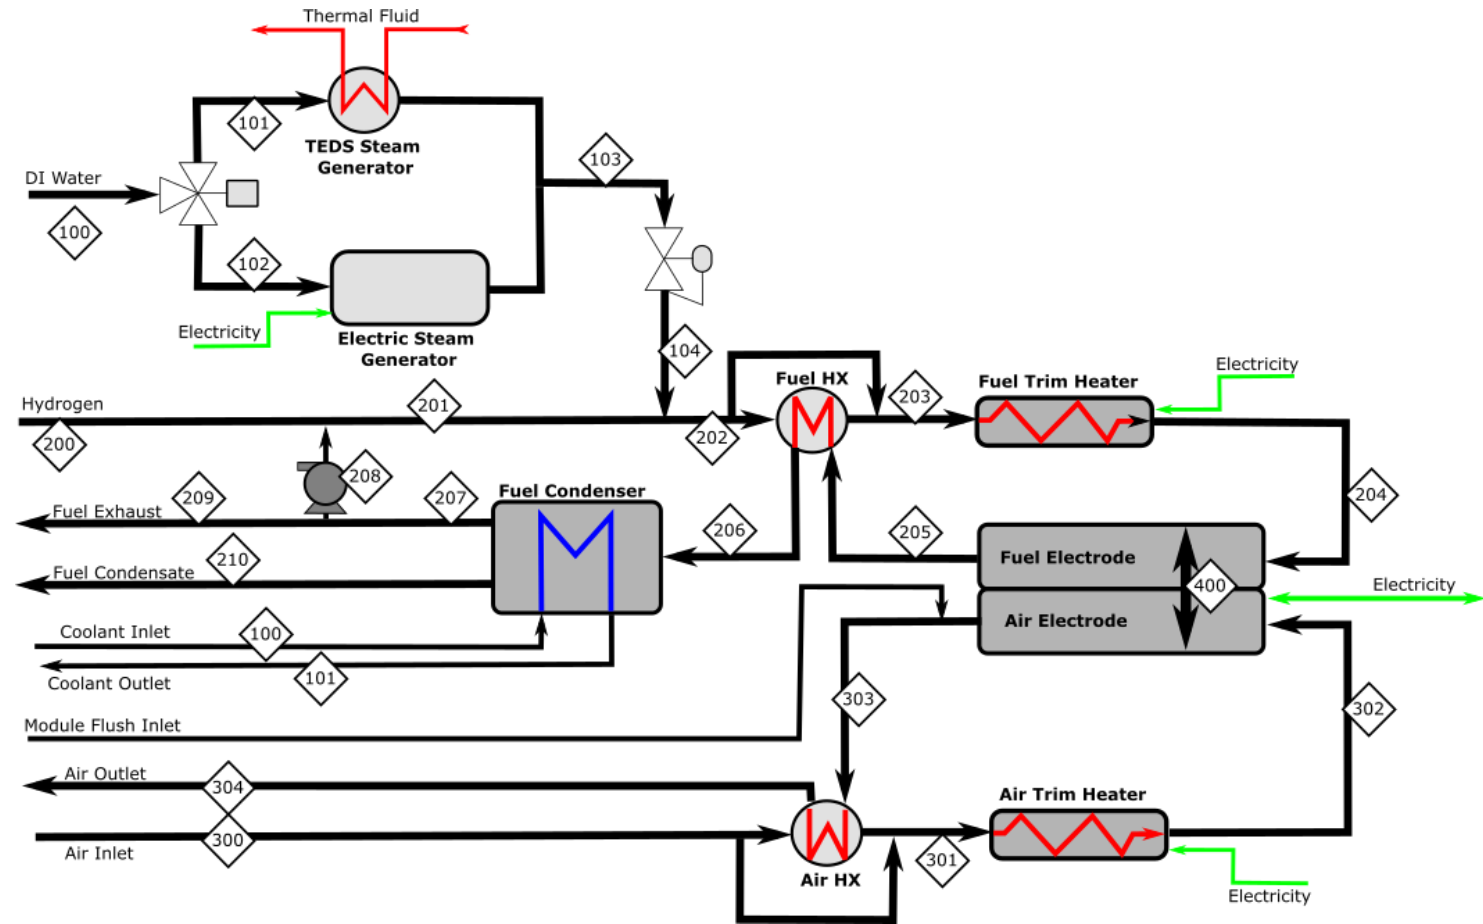 Thermal Fluid
101
TEDS Steam
Generator
103
DI Water
100
102
Electricity
Electric Steam
Generator
104
Fuel HX
203
Fuel Trim Heater
Electricity
Hydrogen
201
200
202
208
209
207
Fuel Condenser
206
205
204
Fuel Exhaust
210
Fuel Condensate
Fuel Electrode
400
Electricity
Air Electrode
Coolant Inlet
100
Coolant Outlet
101
Module Flush Inlet
303
302
Air Outlet
304
Air Trim Heater
300
Air Inlet
301
Air HX
Electricity